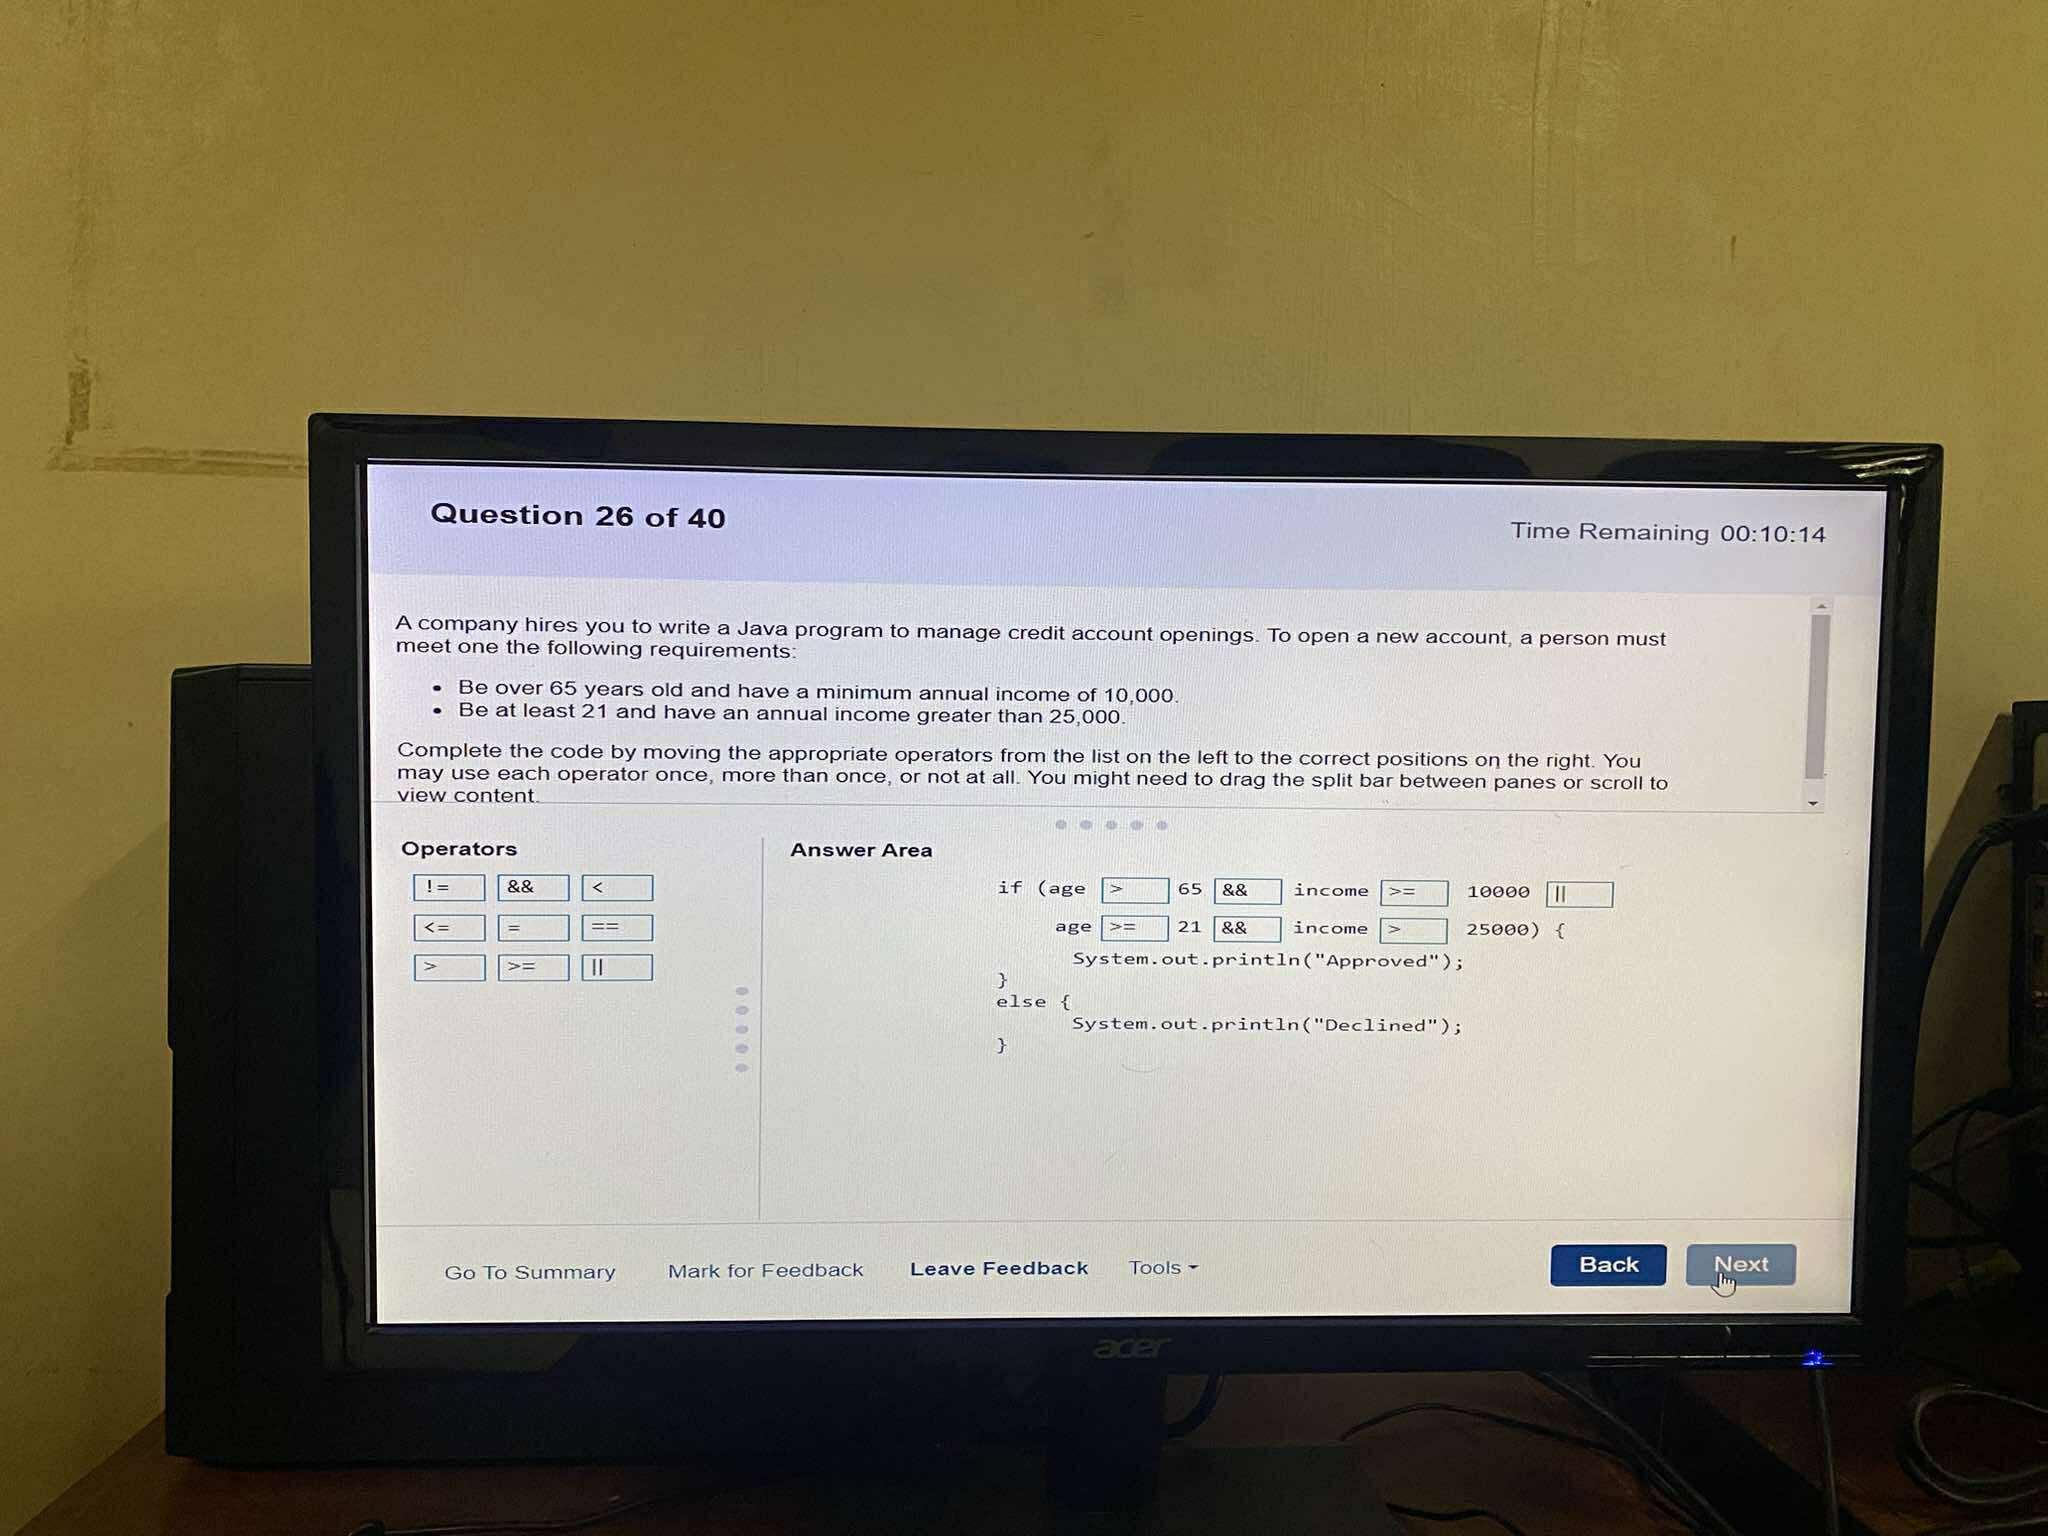 Question 26 of 40
Time Remaining 00:10:14
A company hires you to write a Java program to manage credit account openings. To open a new account, a person must
meet one the following requirements:
• Be over 65 years old and have a minimum annual income of 10,000.
• Be at least 21 and have an annual income greater than 25,000.
Complete the code by moving the appropriate operators from the list on the left to the correct positions on the right. You
may use each operator once, more than once, or not at all. You might need to drag the split bar between panes or scroll to
view content.
Operators
!= && <
<= = ==
> >= ||
Answer Area
if (age > 65 && income >= 10000 ||
age >= 21 && income > 25000) {
System.out.println("Approved");
}
else {
System.out.println("Declined");
}
Go To Summary Mark for Feedback Leave Feedback Tools Back Next
acer